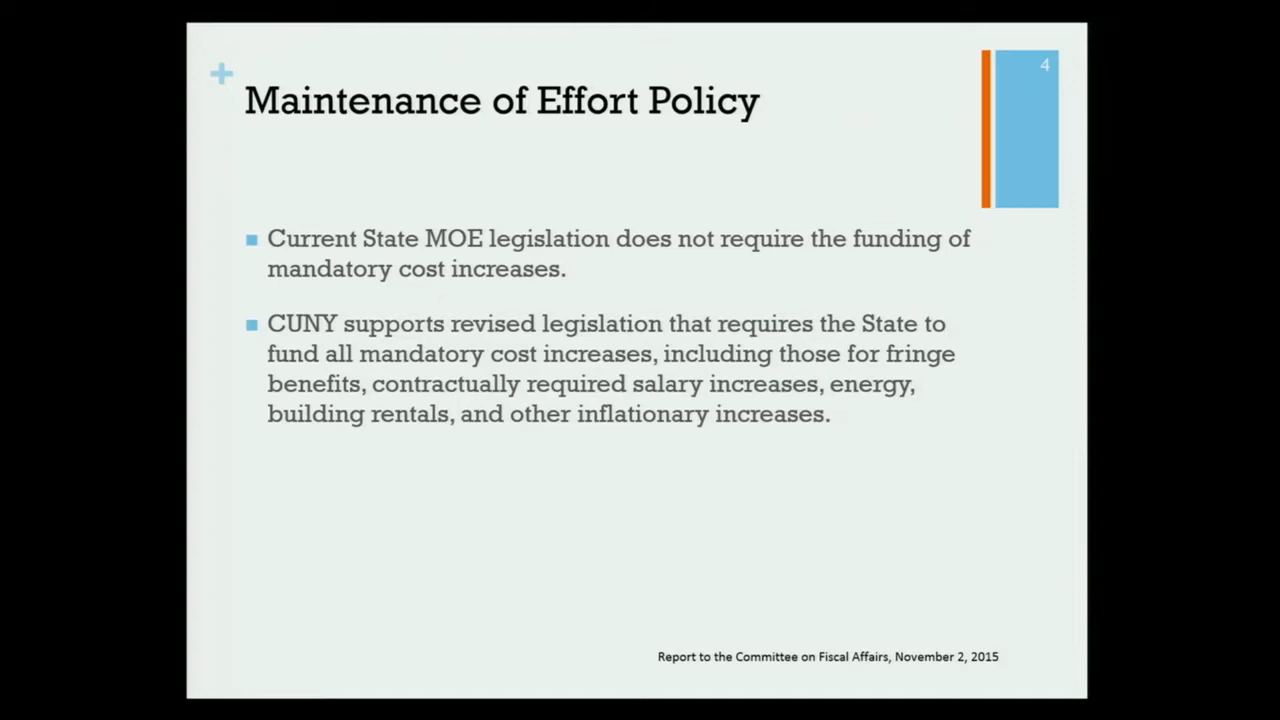 4
Maintenance of Effort Policy
Current State MOE legislation does not require the funding of
mandatory cost increases.
CUNY supports revised legislation that requires the State to
fund all mandatory cost increases, including those for fringe
benefits, contractually required salary increases, energy,
building rentals, and other inflationary increases.
Report to the Committee on Fiscal Affairs, November 2, 2015